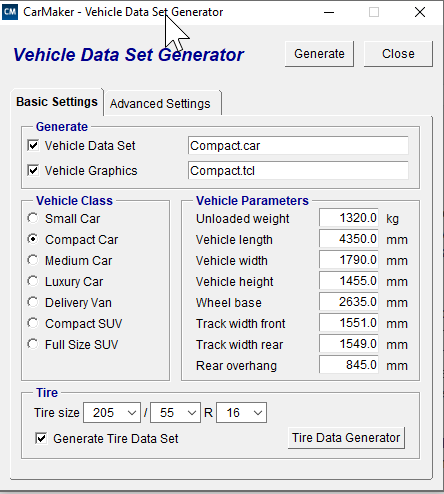 CM CarMaker - Vehicle Data Set Generator
Vehicle Data Set Generator
Generate
Close
Basic Settings
Advanced Settings
Generate
Vehicle Data Set Compact.car
Vehicle Graphics Compact.tcl
Vehicle Class
Small Car
Compact Car
Medium Car
Luxury Car
Delivery Van
Compact SUV
Full Size SUV
Vehicle Parameters
Unloaded weight 1320.0 kg
Vehicle length 4350.0 mm
Vehicle width 1790.0 mm
Vehicle height 1455.0 mm
Wheel base 2635.0 mm
Track width front 1551.0 mm
Track width rear 1549.0 mm
Rear overhang 845.0 mm
Tire
Tire size 205 / 55 R 16
Generate Tire Data Set
Tire Data Generator